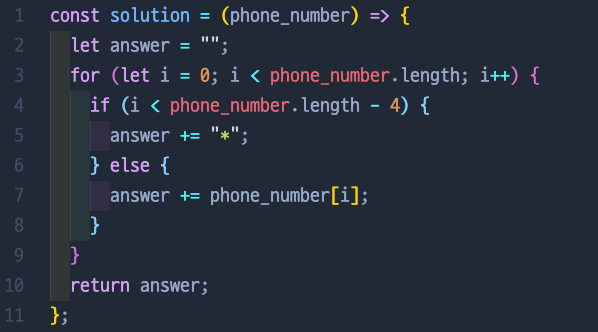 1 const solution = (phone_number) => {
2 let answer = "";
3 for (let i = 0; i < phone_number.length; i++) {
4 if (i < phone_number.length - 4) {
5 answer += "*";
6 } else {
7 answer += phone_number[i];
8 }
9 }
10 return answer;
11 };